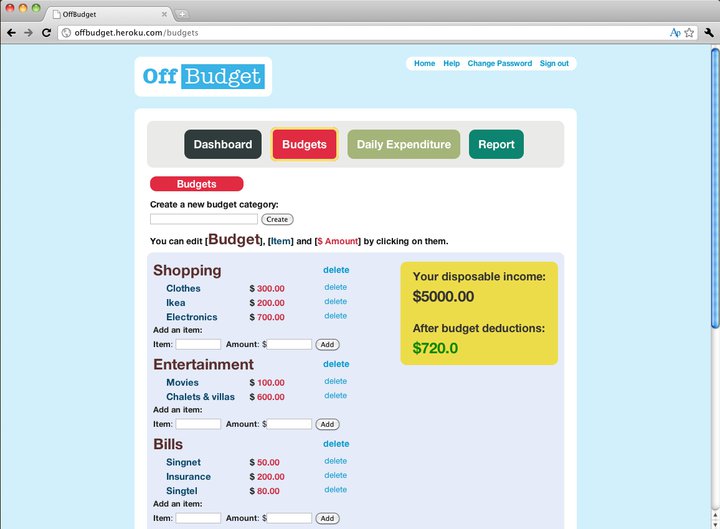 OffBudget
offbudget.heroku.com/budgets
Off Budget
Home Help Change Password Sign out
Dashboard Budgets Daily Expenditure Report
Budgets
Create a new budget category:
Create
You can edit [Budget], [Item] and [$ Amount] by clicking on them.
Shopping delete
Clothes $ 300.00 delete
Ikea $ 200.00 delete
Electronics $ 700.00 delete
Add an item:
Item: Amount: $ Add
Your disposable income:
$5000.00
After budget deductions:
$720.0
Entertainment delete
Movies $ 100.00 delete
Chalets & villas $ 600.00 delete
Add an item:
Item: Amount: $ Add
Bills delete
Singnet $ 50.00 delete
Insurance $ 200.00 delete
Singtel $ 80.00 delete
Add an item:
Item: Amount: $ Add